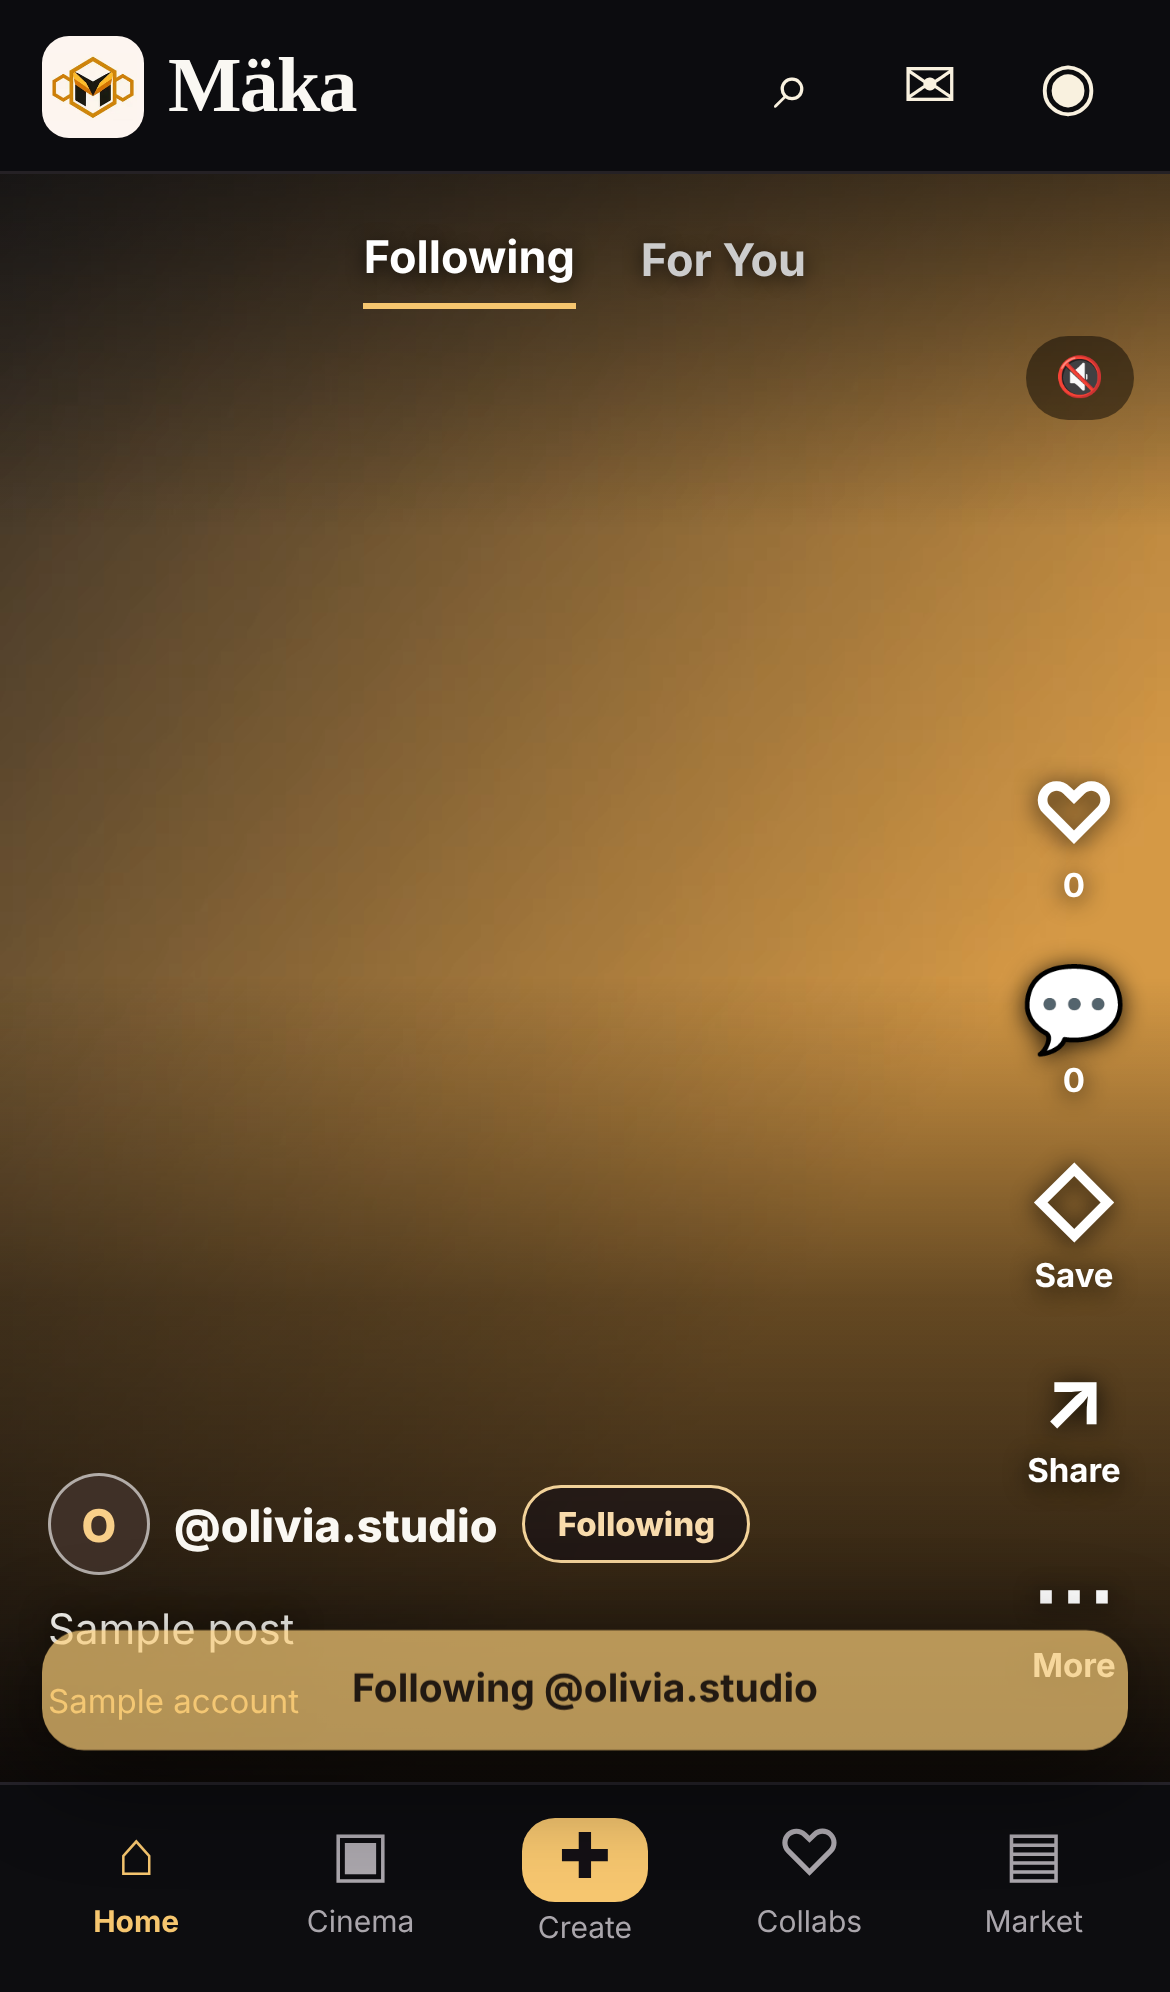 Mäka
Following
For You
0
0
Save
Share
O
@olivia.studio
Following
Sample post
More
Sample account
Following @olivia.studio
Home
Cinema
Create
Collabs
Market